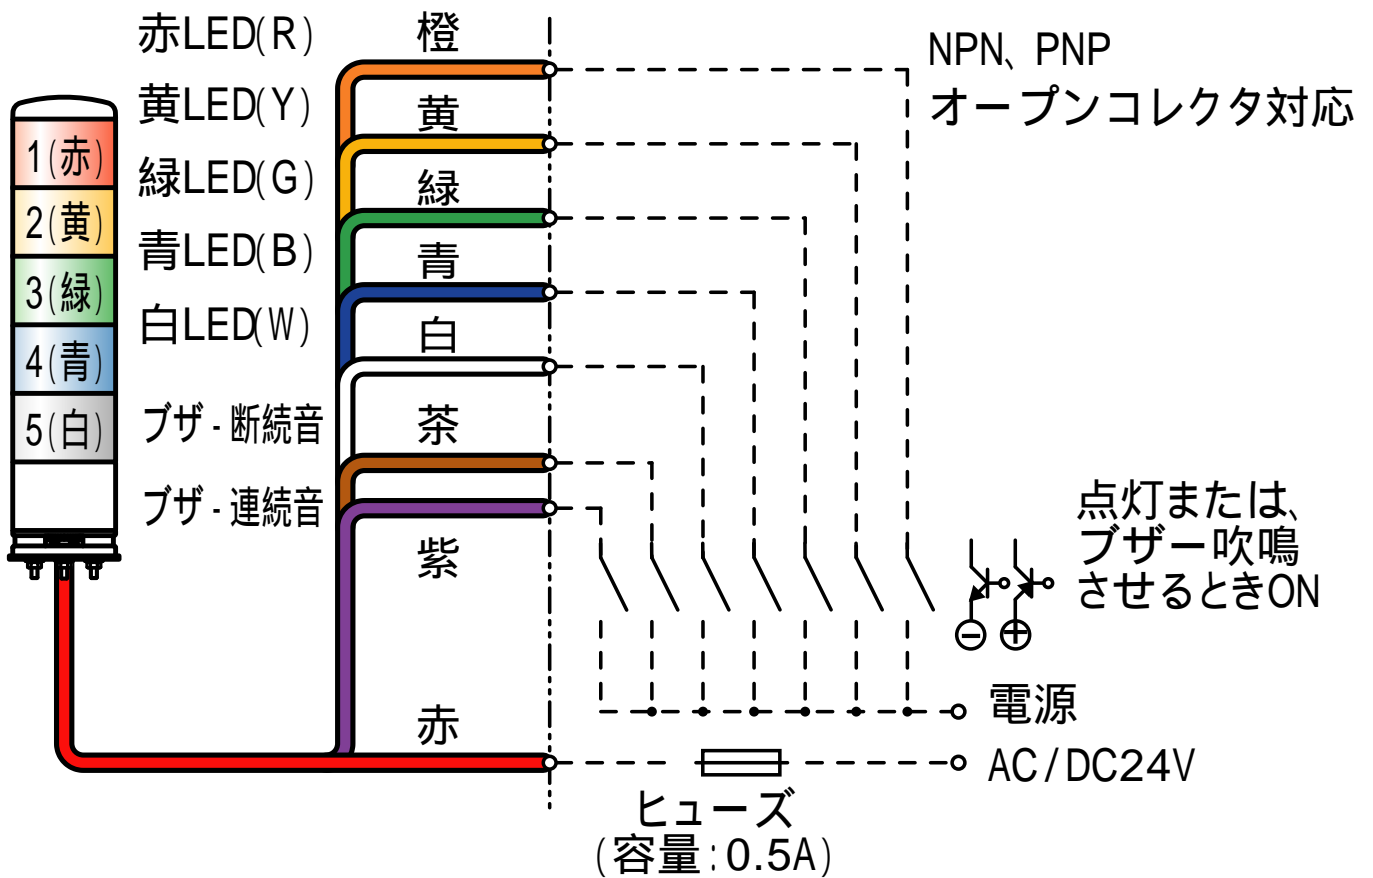 赤LED(R)
橙
黄LED(Y)
黄
緑LED(G)
緑
青LED(B)
青
白LED(W)
白
ブザ-断続音
茶
ブザ-連続音
紫
赤
1(赤)
2(黄)
3(緑)
4(青)
5(白)
NPN、PNP
オープンコレクタ対応
点灯または、
ブザー吹鳴
させるときON
電源
AC/DC24V
ヒューズ
(容量:0.5A)